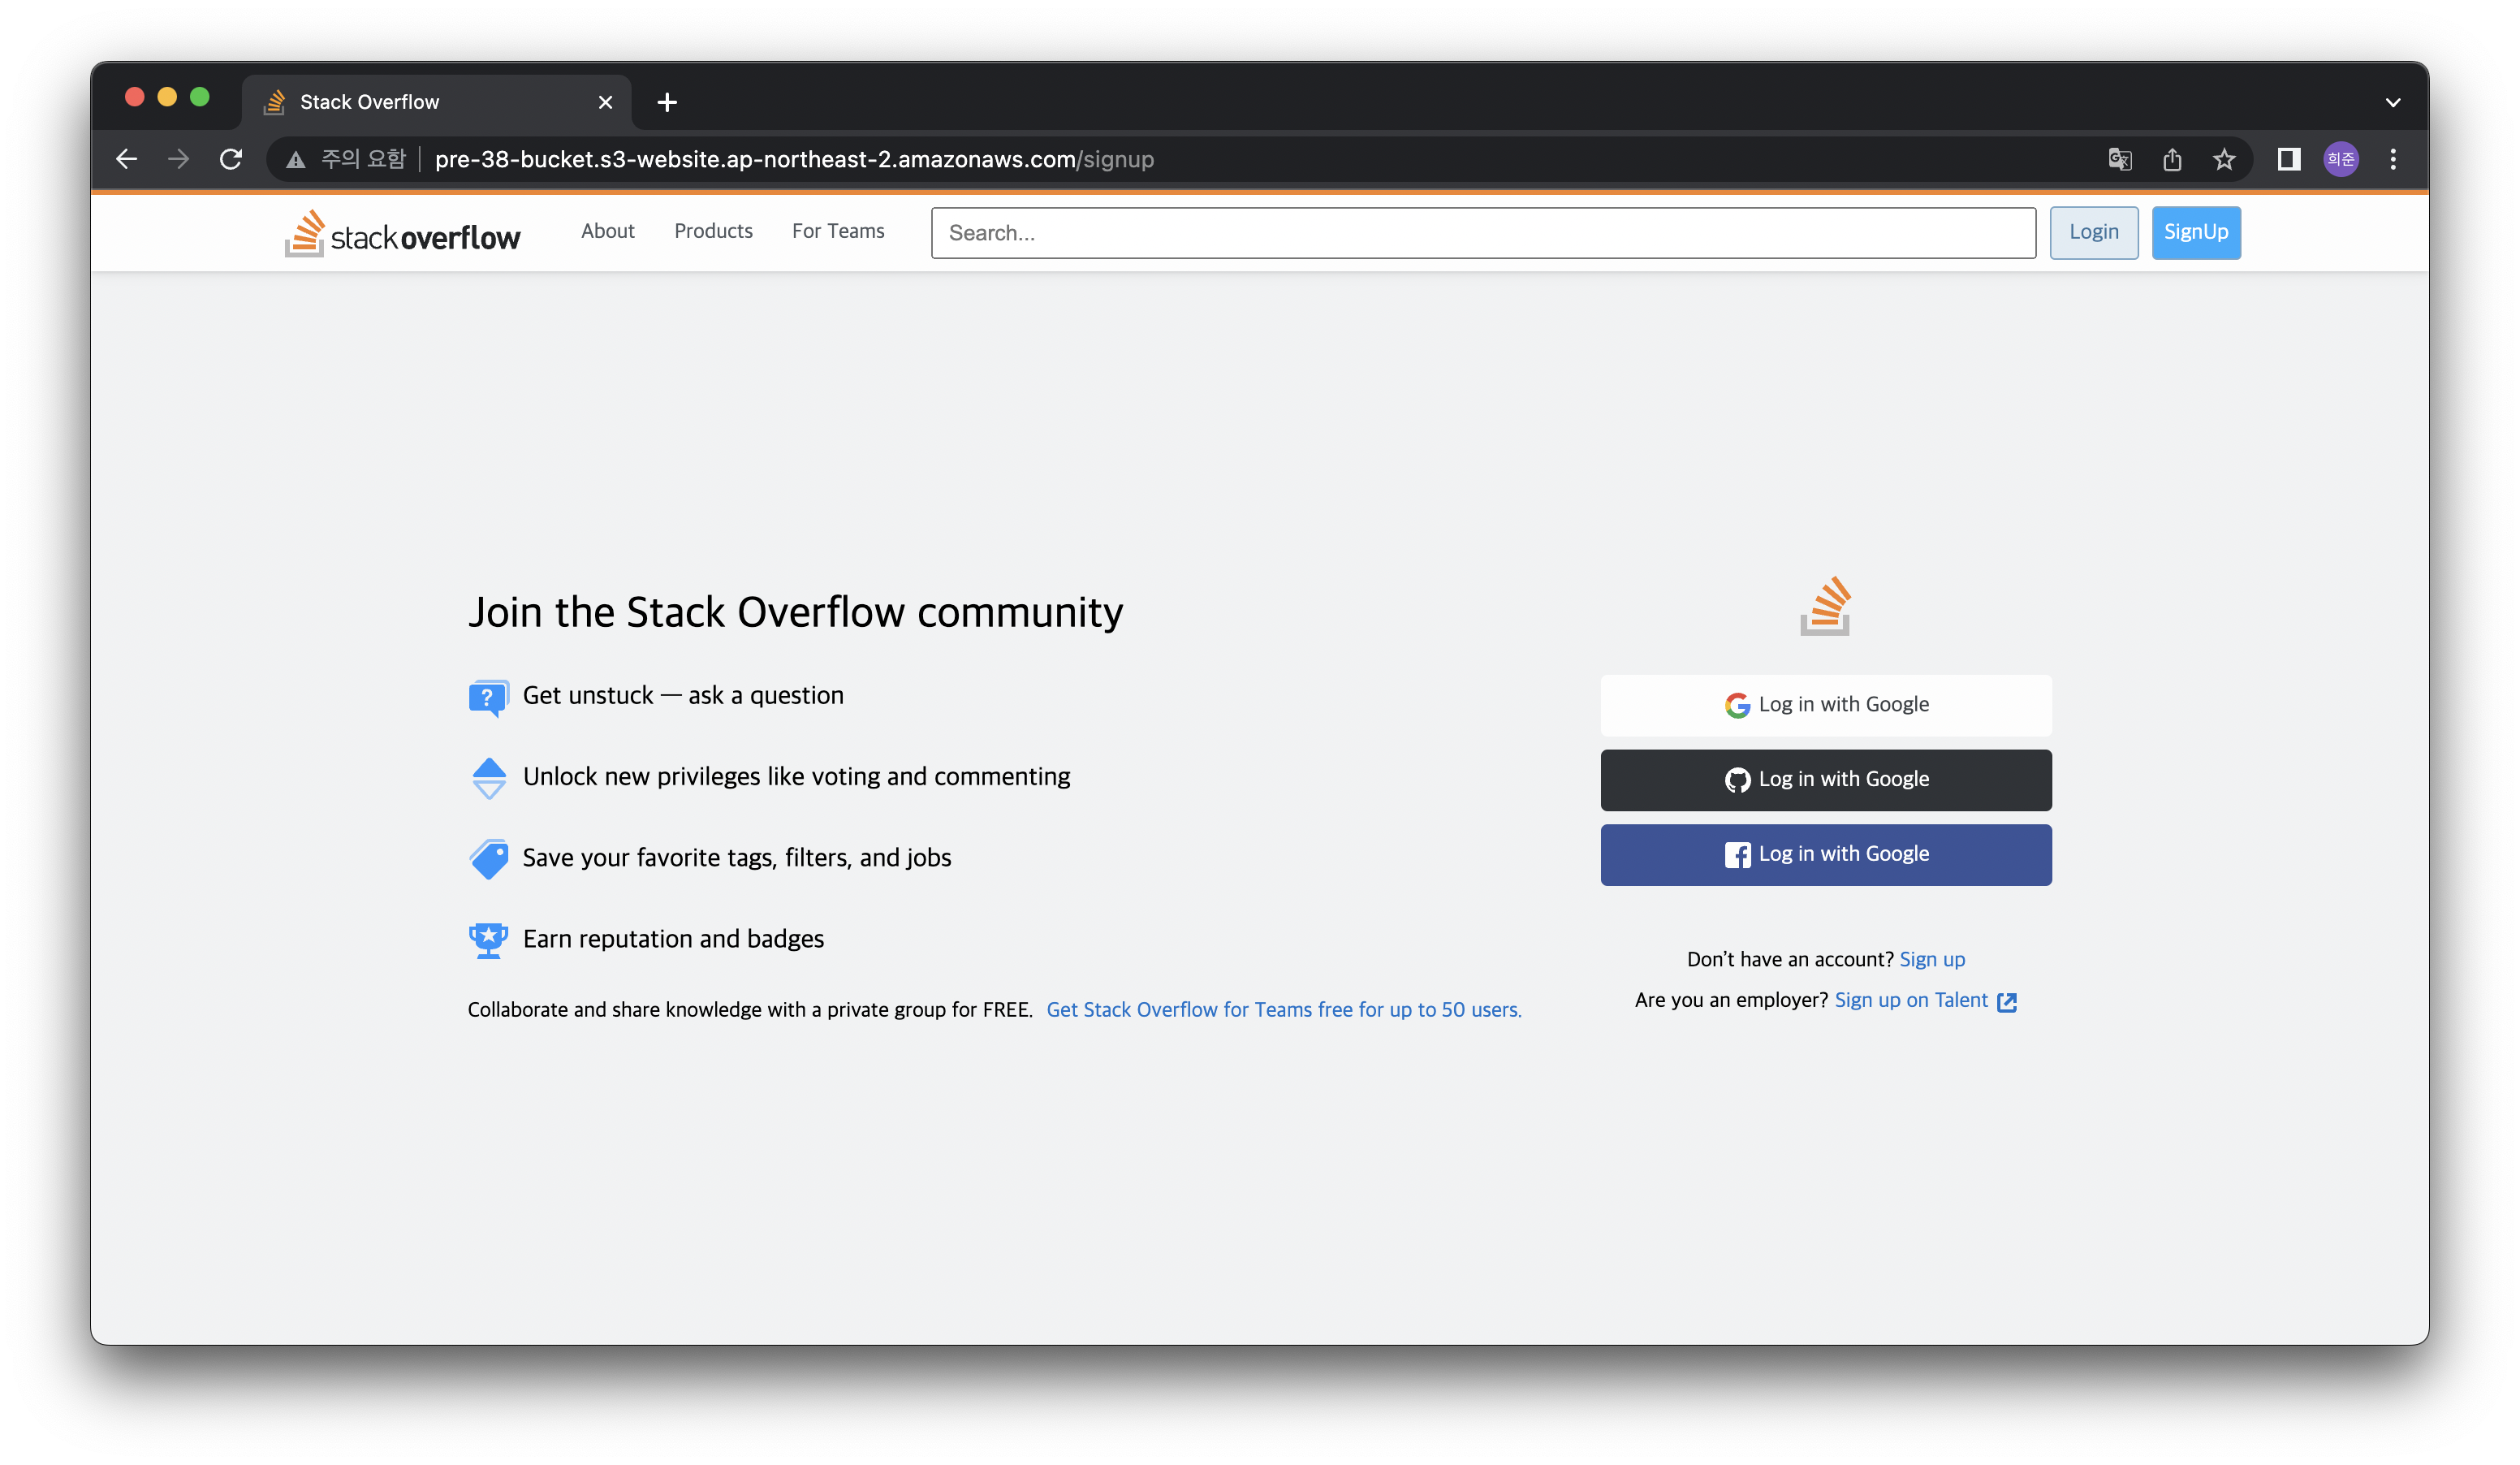 Stack Overflow
주의 요함 pre-38-bucket.s3-website.ap-northeast-2.amazonaws.com/signup
희준
stackoverflow
About Products For Teams Search... Login SignUp
Join the Stack Overflow community
Get unstuck — ask a question
Unlock new privileges like voting and commenting
Save your favorite tags, filters, and jobs
Earn reputation and badges
Collaborate and share knowledge with a private group for FREE. Get Stack Overflow for Teams free for up to 50 users.
Log in with Google
Log in with Google
Log in with Google
Don’t have an account? Sign up
Are you an employer? Sign up on Talent